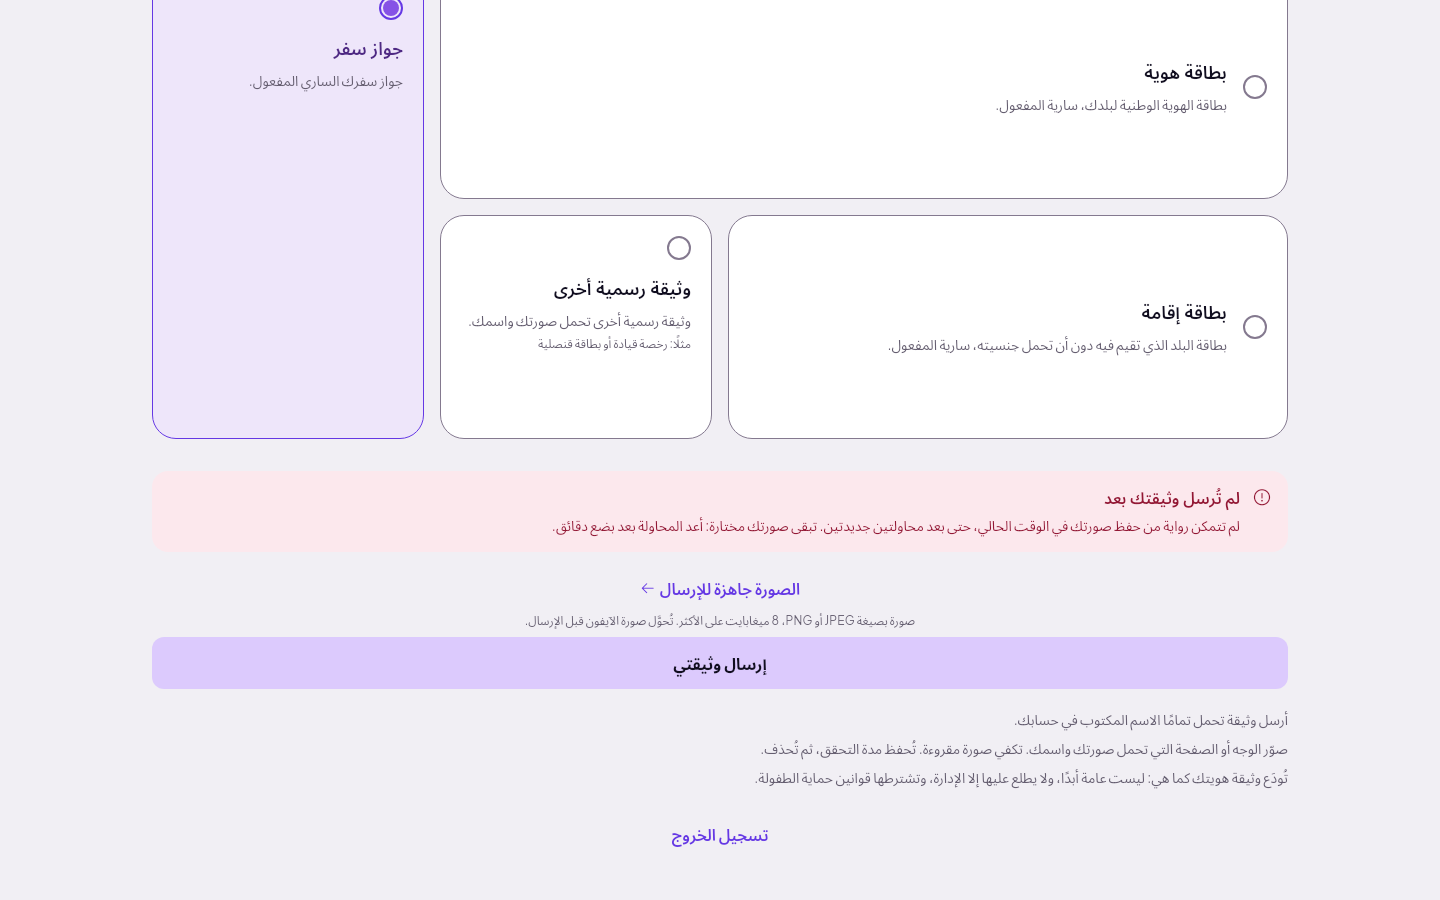 جواز سفر
جواز سفرك الساري المفعول.
بطاقة هوية
بطاقة الهوية الوطنية لبلدك، سارية المفعول.
بطاقة إقامة
بطاقة البلد الذي تقيم فيه دون أن تحمل جنسيته، سارية المفعول.
وثيقة رسمية أخرى
وثيقة رسمية أخرى تحمل صورتك واسمك.
مثلًا: رخصة قيادة أو بطاقة قنصلية
لم تُرسل وثيقتك بعد
لم تتمكن رواية من حفظ صورتك في الوقت الحالي، حتى بعد محاولتين جديدتين. تبقى صورتك مختارة: أعد المحاولة بعد بضع دقائق.
الصورة جاهزة للإرسال ←
صورة بصيغة JPEG أو PNG، 8 ميغابايت على الأكثر. تُحوَّل صورة الآيفون قبل الإرسال.
إرسال وثيقتي
أرسل وثيقة تحمل تمامًا الاسم المكتوب في حسابك.
صوّر الوجه أو الصفحة التي تحمل صورتك واسمك. تكفي صورة مقروءة. تُحفظ مدة التحقق، ثم تُحذف.
تُودَع وثيقة هويتك كما هي: ليست عامة أبدًا، ولا يطلع عليها إلا الإدارة، وتشترطها قوانين حماية الطفولة.
تسجيل الخروج